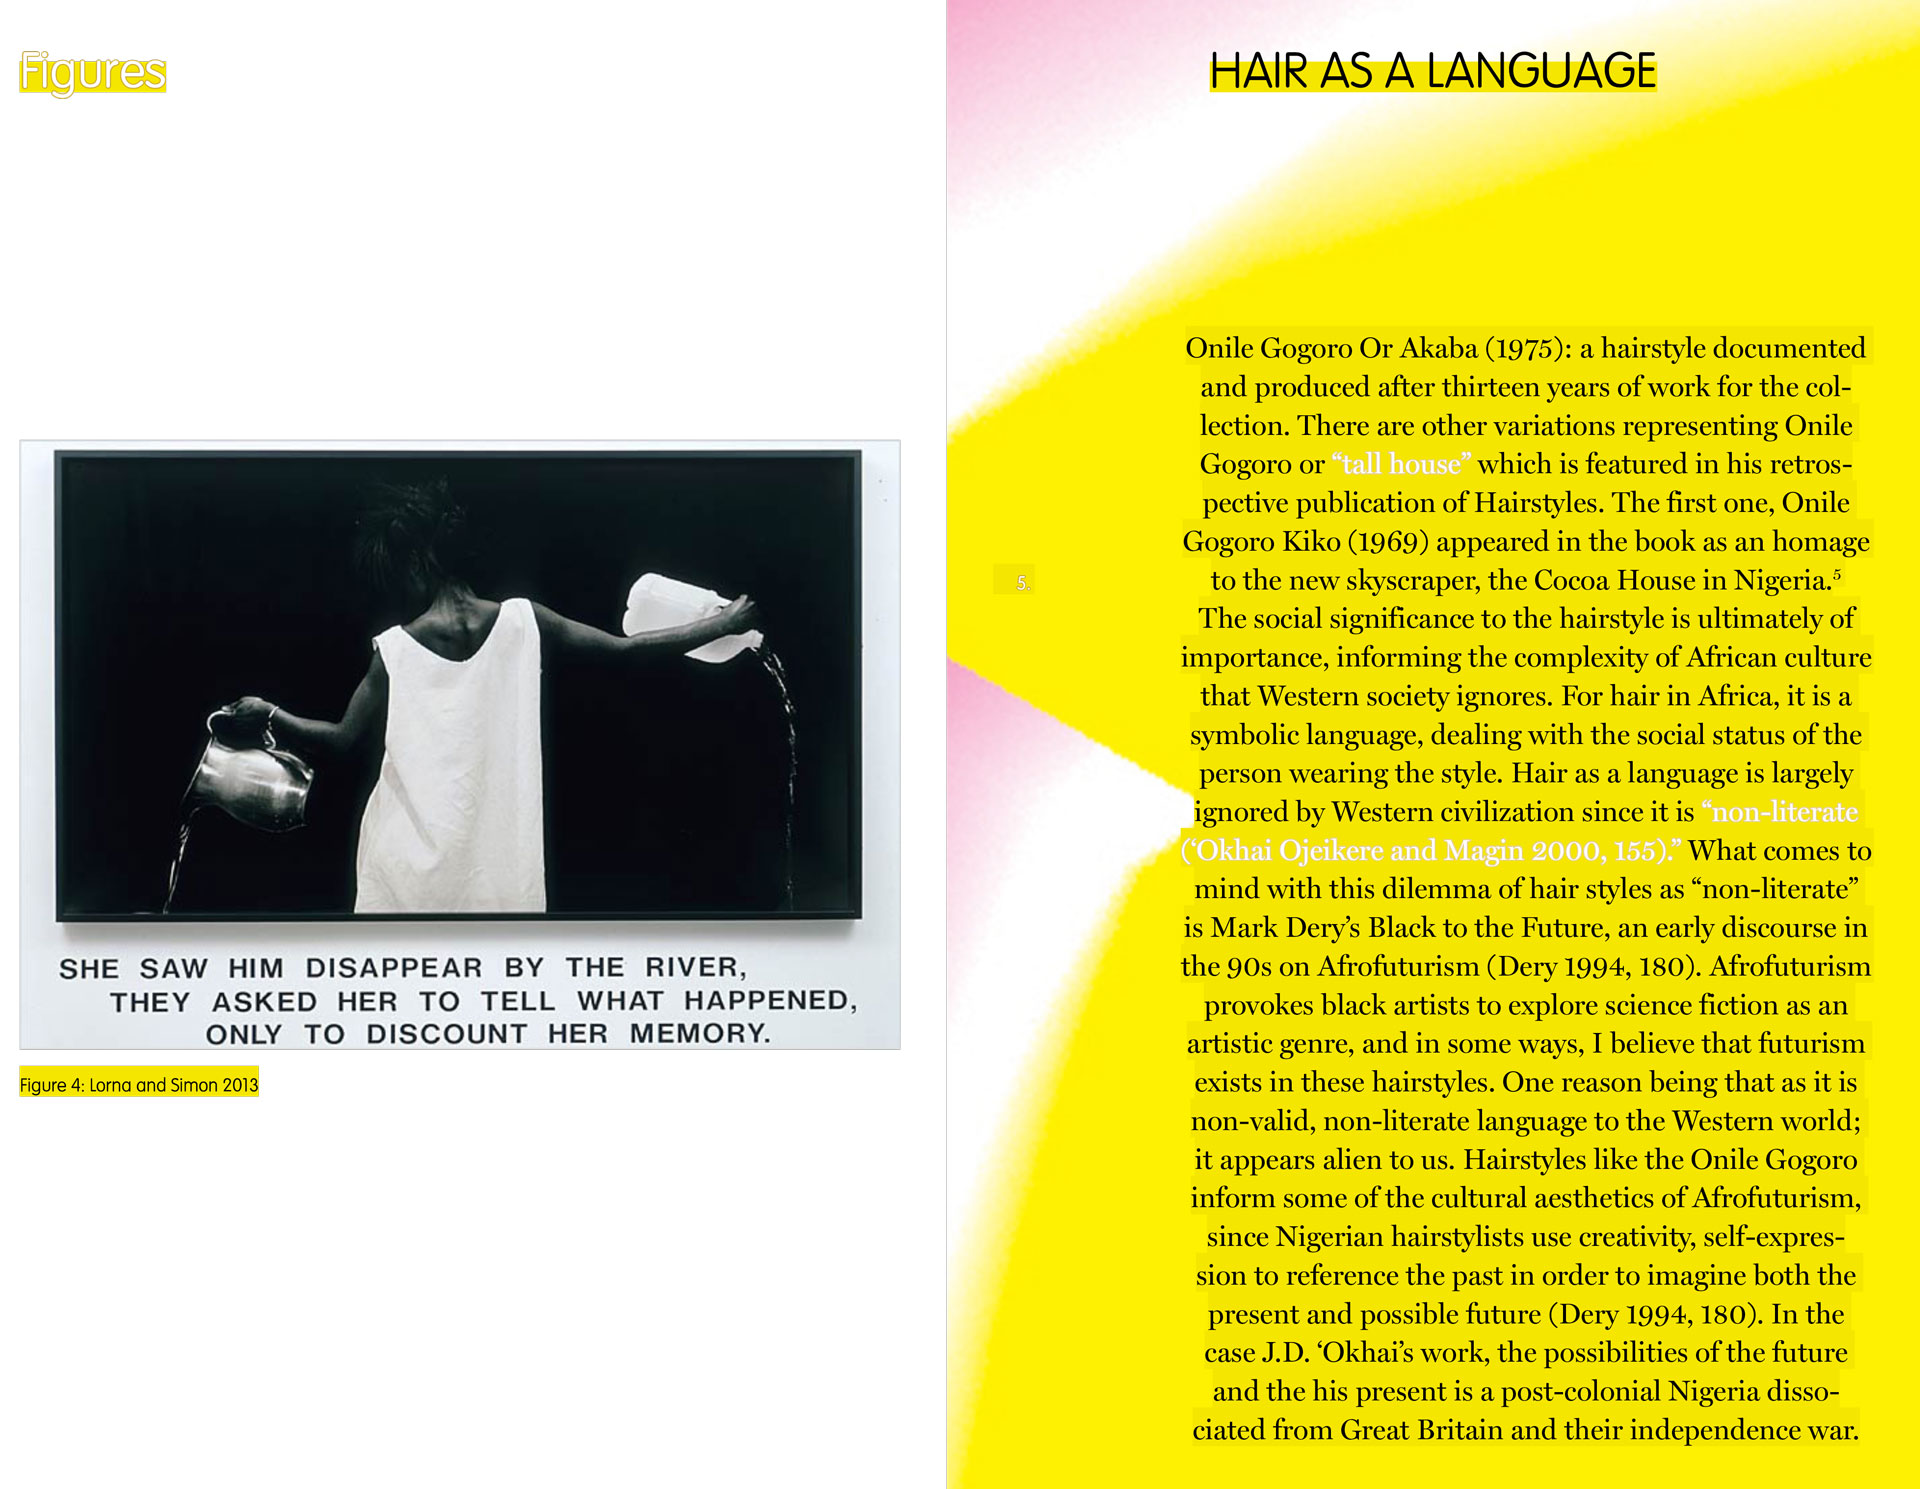 Figures
SHE SAW HIM DISAPPEAR BY THE RIVER,
THEY ASKED HER TO TELL WHAT HAPPENED,
ONLY TO DISCOUNT HER MEMORY.
Figure 4: Lorna and Simon 2013
HAIR AS A LANGUAGE
5.
Onile Gogoro Or Akaba (1975): a hairstyle documented
and produced after thirteen years of work for the col-
lection. There are other variations representing Onile
Gogoro or “tall house” which is featured in his retros-
pective publication of Hairstyles. The first one, Onile
Gogoro Kiko (1969) appeared in the book as an homage
to the new skyscraper, the Cocoa House in Nigeria.⁵
The social significance to the hairstyle is ultimately of
importance, informing the complexity of African culture
that Western society ignores. For hair in Africa, it is a
symbolic language, dealing with the social status of the
person wearing the style. Hair as a language is largely
ignored by Western civilization since it is “non-literate
(‘Okhai Ojeikere and Magin 2000, 155).” What comes to
mind with this dilemma of hair styles as “non-literate”
is Mark Dery’s Black to the Future, an early discourse in
the 90s on Afrofuturism (Dery 1994, 180). Afrofuturism
provokes black artists to explore science fiction as an
artistic genre, and in some ways, I believe that futurism
exists in these hairstyles. One reason being that as it is
non-valid, non-literate language to the Western world;
it appears alien to us. Hairstyles like the Onile Gogoro
inform some of the cultural aesthetics of Afrofuturism,
since Nigerian hairstylists use creativity, self-expres-
sion to reference the past in order to imagine both the
present and possible future (Dery 1994, 180). In the
case J.D. ‘Okhai’s work, the possibilities of the future
and the his present is a post-colonial Nigeria disso-
ciated from Great Britain and their independence war.